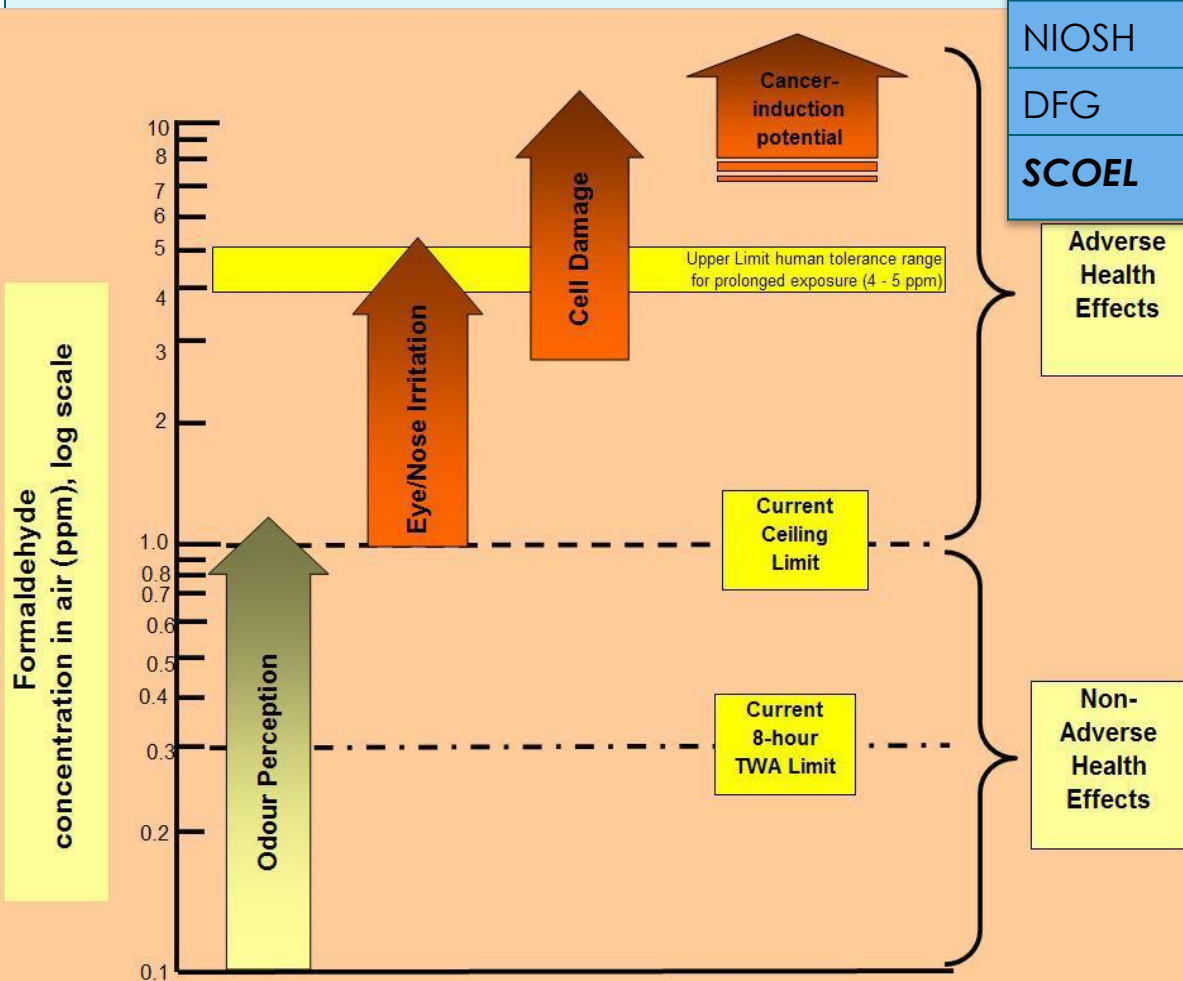 NIOSH
DFG
SCOEL
Formaldehyde
concentration in air (ppm), log scale
10
8
7
6
5
4
3
2
1.0
0.8
0.7
0.6
0.5
0.4
0.3
0.2
0.1
Odour Perception
Eye/Nose Irritation
Cell Damage
Cancer-
induction
potential
Upper Limit human tolerance range
for prolonged exposure (4 - 5 ppm)
Current
Ceiling
Limit
Current
8-hour
TWA Limit
Adverse
Health
Effects
Non-
Adverse
Health
Effects